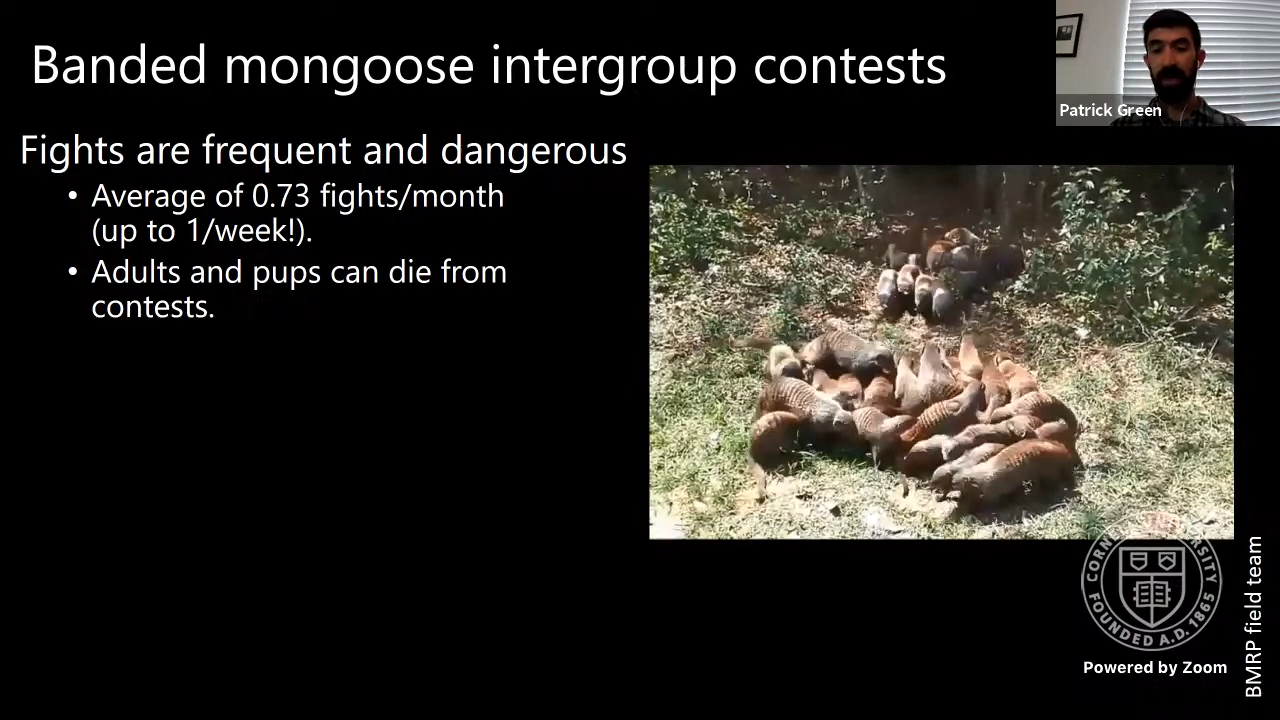 Banded mongoose intergroup contests
Patrick Green
Fights are frequent and dangerous
• Average of 0.73 fights/month
(up to 1/week!).
• Adults and pups can die from
contests.
FOUNDED A.D. 1865
Powered by Zoom
BMRP field team